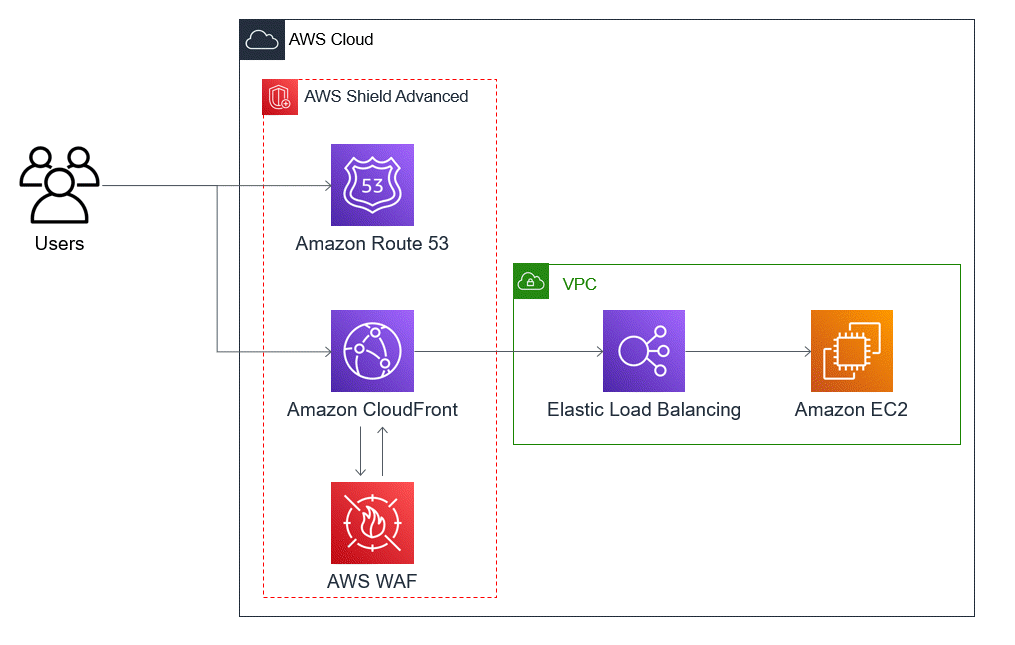 AWS Cloud
AWS Shield Advanced
53
Users
Amazon Route 53
VPC
Amazon CloudFront
Elastic Load Balancing
Amazon EC2
AWS WAF